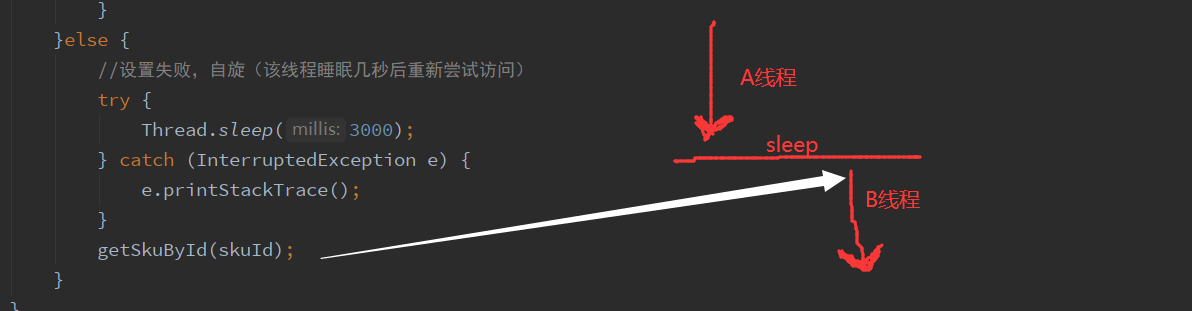 }
}else {
//设置失败，自旋（该线程睡眠几秒后重新尝试访问）
try {
Thread.sleep( millis: 3000);
} catch (InterruptedException e) {
e.printStackTrace();
}
getSkuById(skuId);
}
}
A线程
sleep
B线程